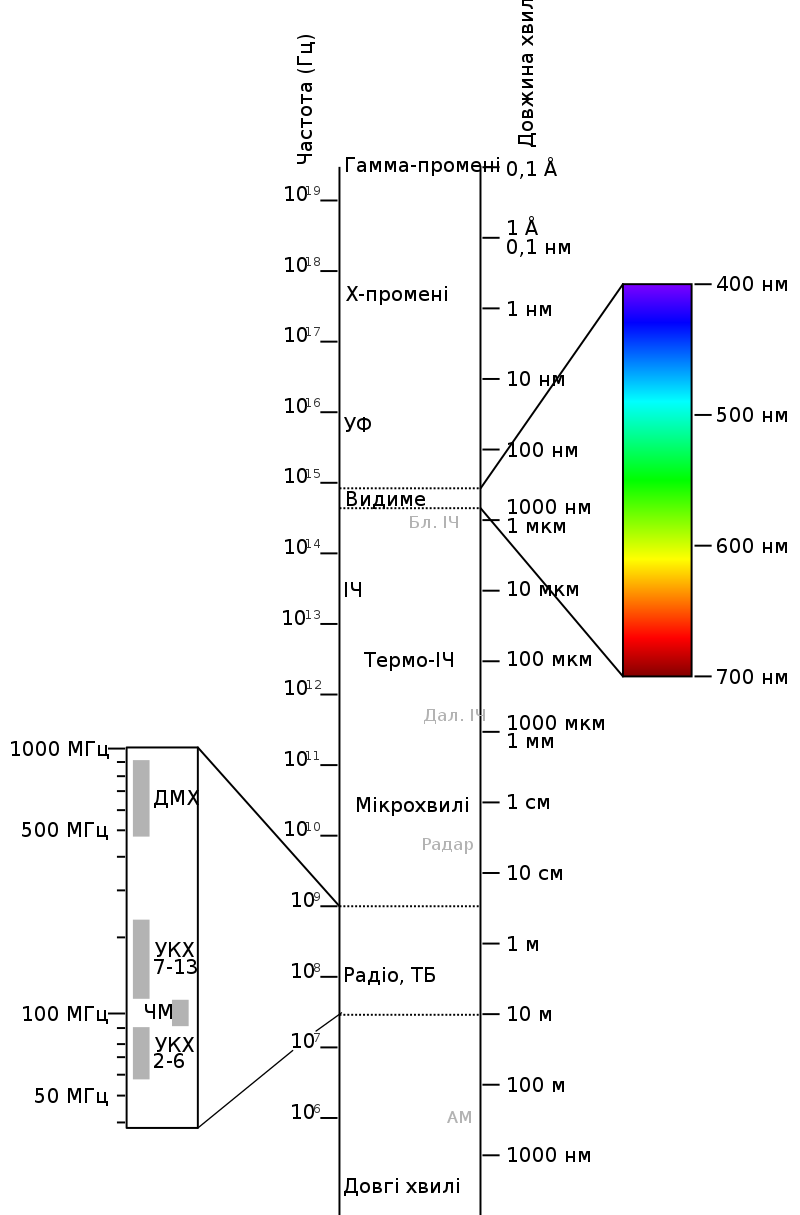 Частота (Гц)
Довжина хвил
Гамма-промені
0,1 Å
10¹⁹
1 Å
0,1 нм
10¹⁸
Х-промені
1 нм
10¹⁷
10 нм
10¹⁶
УФ
100 нм
10¹⁵
Видиме
1000 нм
Бл. ІЧ
1 мкм
10¹⁴
ІЧ
10 мкм
10¹³
Термо-ІЧ
100 мкм
10¹²
Дал. ІЧ
1000 мкм
1 мм
10¹¹
Мікрохвилі
1 см
10¹⁰
Радар
10 см
10⁹
1 м
10⁸
Радіо, ТБ
10 м
10⁷
100 м
10⁶
АМ
1000 нм
Довгі хвилі
400 нм
500 нм
600 нм
700 нм
1000 МГц
ДМХ
500 МГц
УКХ
7-13
100 МГц
ЧМ
УКХ
2-6
50 МГц